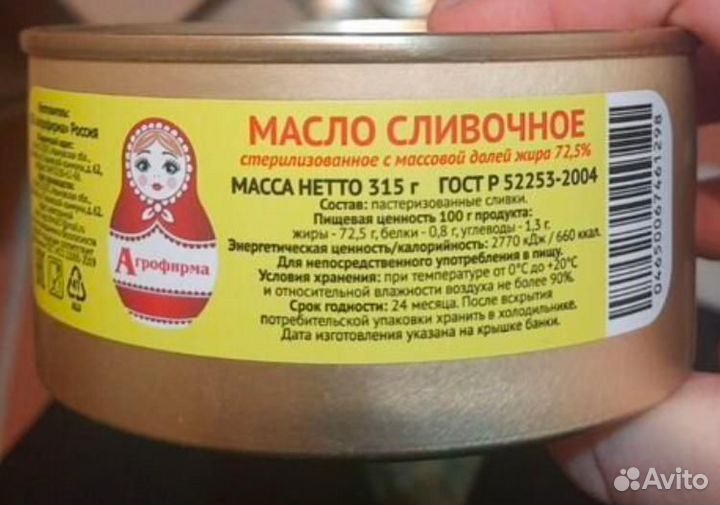 Изготовитель:
Россия
МАСЛО СЛИВОЧНОЕ
стерилизованное с массовой долей жира 72,5%
МАССА НЕТТО 315 г ГОСТ Р 52253-2004
Состав: пастеризованные сливки.
Пищевая ценность 100 г продукта:
жиры - 72,5 г, белки - 0,8 г, углеводы - 1,3 г.
Энергетическая ценность/калорийность: 2770 кДж / 660 ккал.
Для непосредственного употребления в пищу.
Условия хранения: при температуре от 0°С до +20°С
и относительной влажности воздуха не более 90%.
Срок годности: 24 месяца. После вскрытия
потребительской упаковки хранить в холодильнике.
Дата изготовления указана на крышке банки.
Агрофирма
04650067461298
Avito